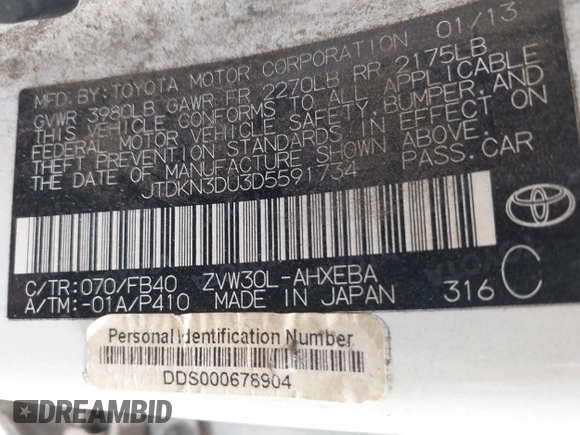 MFD. BY: TOYOTA MOTOR CORPORATION 01/13
GVWR 3980LB GAWR FR 2270LB RR 2175LB
THIS VEHICLE CONFORMS TO ALL APPLICABLE
FEDERAL MOTOR VEHICLE SAFETY, BUMPER, AND
THEFT PREVENTION STANDARDS IN EFFECT ON
THE DATE OF MANUFACTURE SHOWN ABOVE.
JTDKN3DU3D5591734 PASS. CAR
C/TR: 070/FB40 ZVW30L-AHXEBA
A/TM: -01A/P410 MADE IN JAPAN 316 C
TOYOTA
Personal Identification Number
DDS000678904
DREAMBID